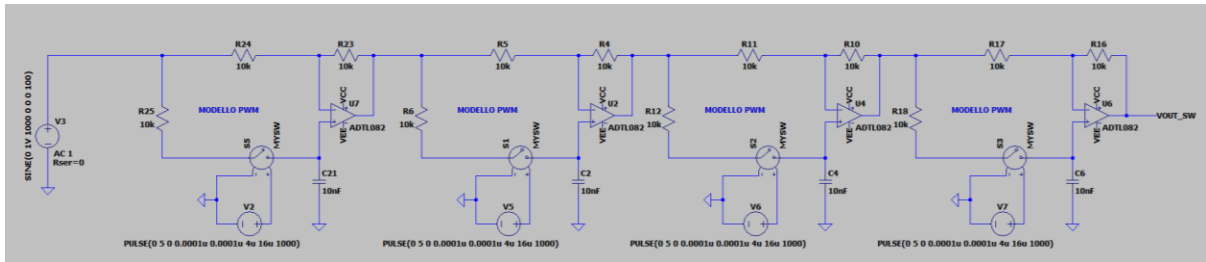 R24
10k
R23
10k
R5
10k
R4
10k
R11
10k
R10
10k
R17
10k
R16
10k
SINE(0 1V 1000 0 0 0 100)
V3
AC 1
Rser=0
R25
10k
MODELLO PWM
VCC
U7
VEE
ADTL082
S5
MYSW
C21
10nF
V2
PULSE(0 5 0 0.0001u 0.0001u 4u 16u 1000)
R6
10k
MODELLO PWM
VCC
U2
VEE
ADTL082
S1
MYSW
C2
10nF
V5
PULSE(0 5 0 0.0001u 0.0001u 4u 16u 1000)
R12
10k
MODELLO PWM
VCC
U4
VEE
ADTL082
S2
MYSW
C4
10nF
V6
PULSE(0 5 0 0.0001u 0.0001u 4u 16u 1000)
R18
10k
MODELLO PWM
VCC
U6
VEE
ADTL082
S3
MYSW
C6
10nF
V7
PULSE(0 5 0 0.0001u 0.0001u 4u 16u 1000)
VOUT_SW